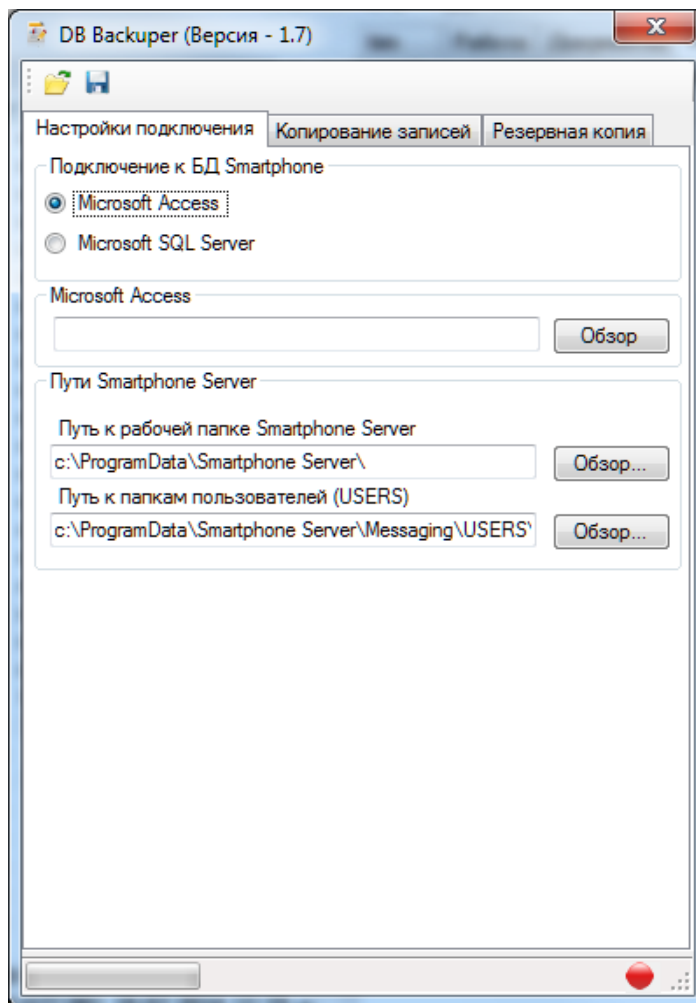 DB Backuper (Версия - 1.7)
Настройки подключения Копирование записей Резервная копия
Подключение к БД Smartphone
Microsoft Access
Microsoft SQL Server
Microsoft Access
Обзор
Пути Smartphone Server
Путь к рабочей папке Smartphone Server
c:\ProgramData\Smartphone Server\ Обзор...
Путь к папкам пользователей (USERS)
c:\ProgramData\Smartphone Server\Messaging\USERS\ Обзор...